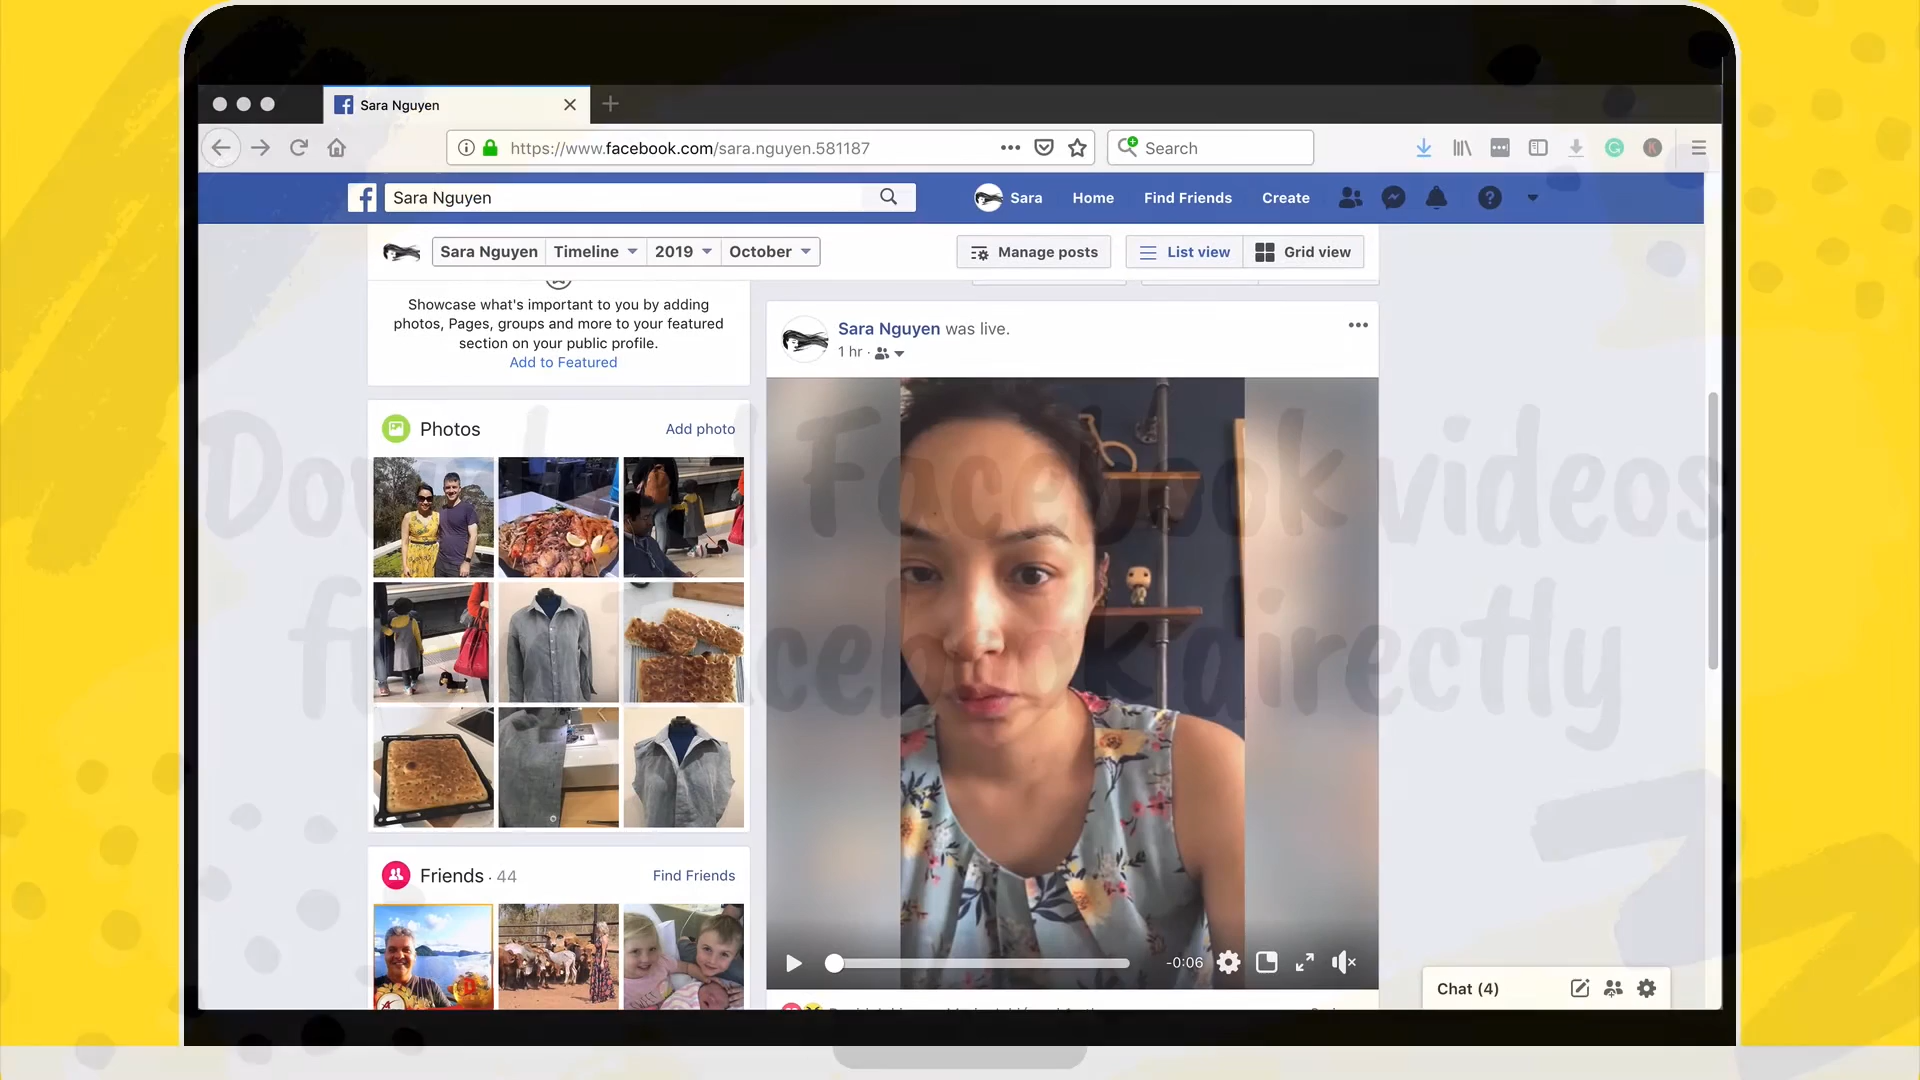 Sara Nguyen
https://www.facebook.com/sara.nguyen.581187
Search
Sara Nguyen
Sara
Home
Find Friends
Create
Sara Nguyen
Timeline
2019
October
Manage posts
List view
Grid view
Showcase what's important to you by adding
photos, Pages, groups and more to your featured
section on your public profile.
Add to Featured
Sara Nguyen was live.
1 hr ·
Photos
Add photo
Facebook videos
directly
Friends · 44
Find Friends
-0:06
Chat (4)